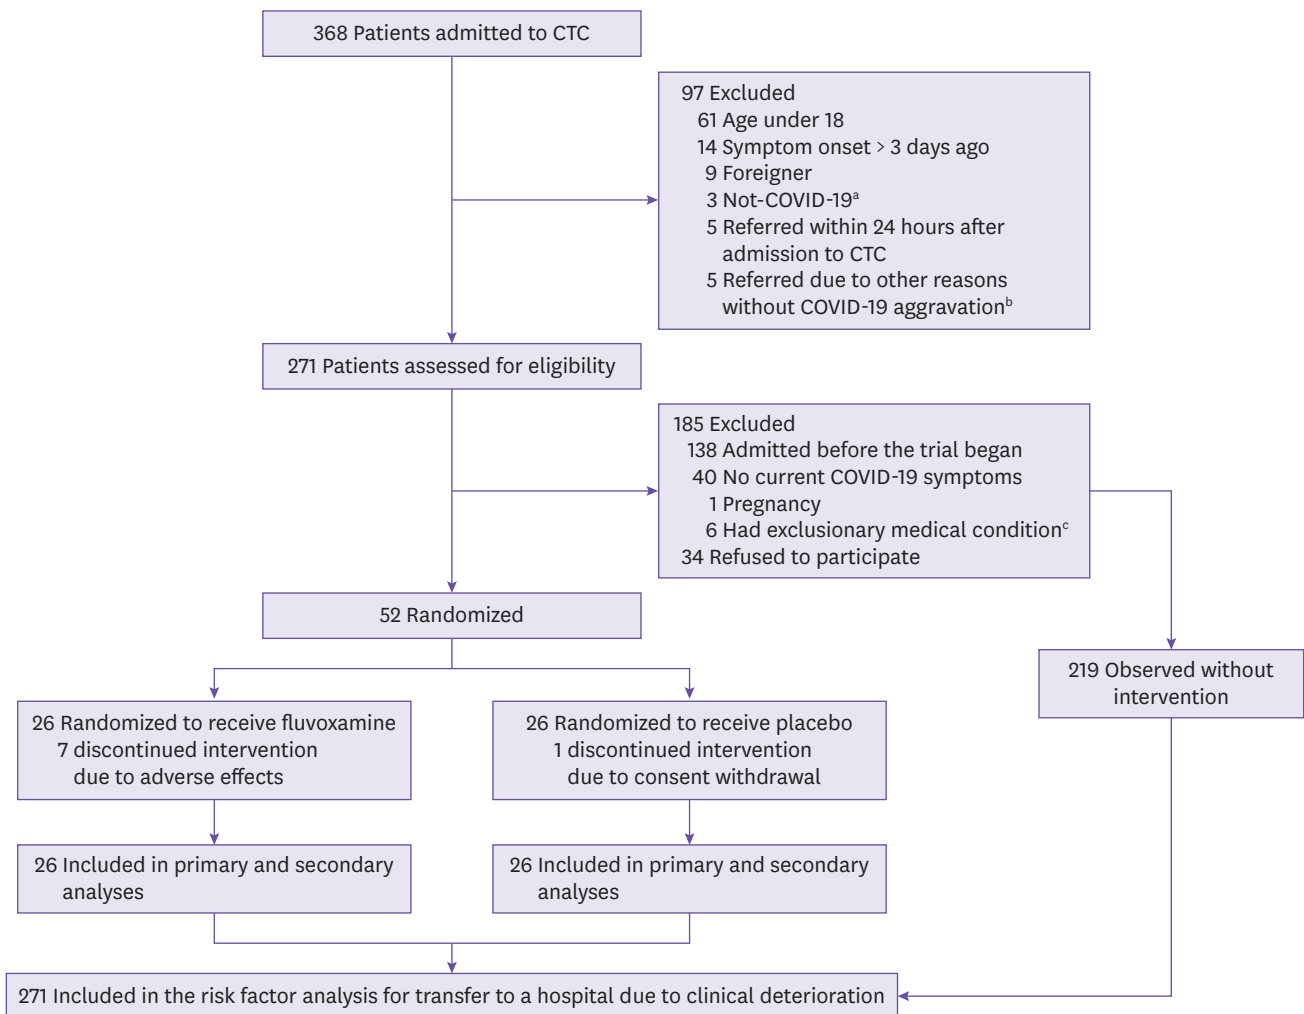 368 Patients admitted to CTC
97 Excluded
61 Age under 18
14 Symptom onset > 3 days ago
9 Foreigner
3 Not-COVID-19ᵃ
5 Referred within 24 hours after
admission to CTC
5 Referred due to other reasons
without COVID-19 aggravationᵇ
271 Patients assessed for eligibility
185 Excluded
138 Admitted before the trial began
40 No current COVID-19 symptoms
1 Pregnancy
6 Had exclusionary medical conditionᶜ
34 Refused to participate
52 Randomized
219 Observed without
intervention
26 Randomized to receive fluvoxamine
7 discontinued intervention
due to adverse effects
26 Randomized to receive placebo
1 discontinued intervention
due to consent withdrawal
26 Included in primary and secondary
analyses
26 Included in primary and secondary
analyses
271 Included in the risk factor analysis for transfer to a hospital due to clinical deterioration